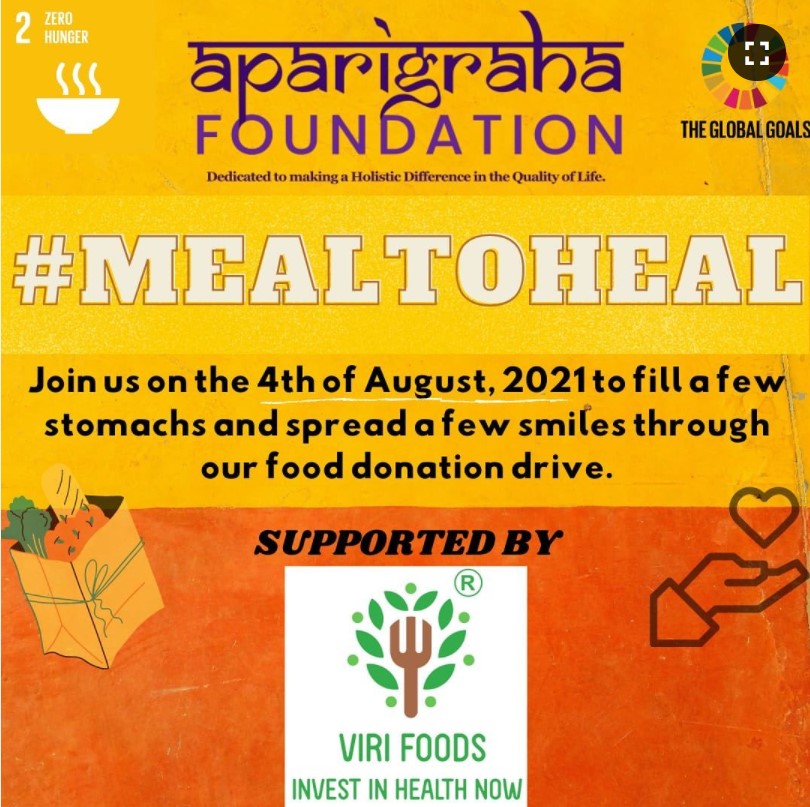 2 ZERO
HUNGER
aparigraha
FOUNDATION
Dedicated to making a Holistic Difference in the Quality of Life.
THE GLOBAL GOALS
#MEALTOHEAL
Join us on the 4th of August, 2021 to fill a few
stomachs and spread a few smiles through
our food donation drive.
SUPPORTED BY
®
VIRI FOODS
INVEST IN HEALTH NOW